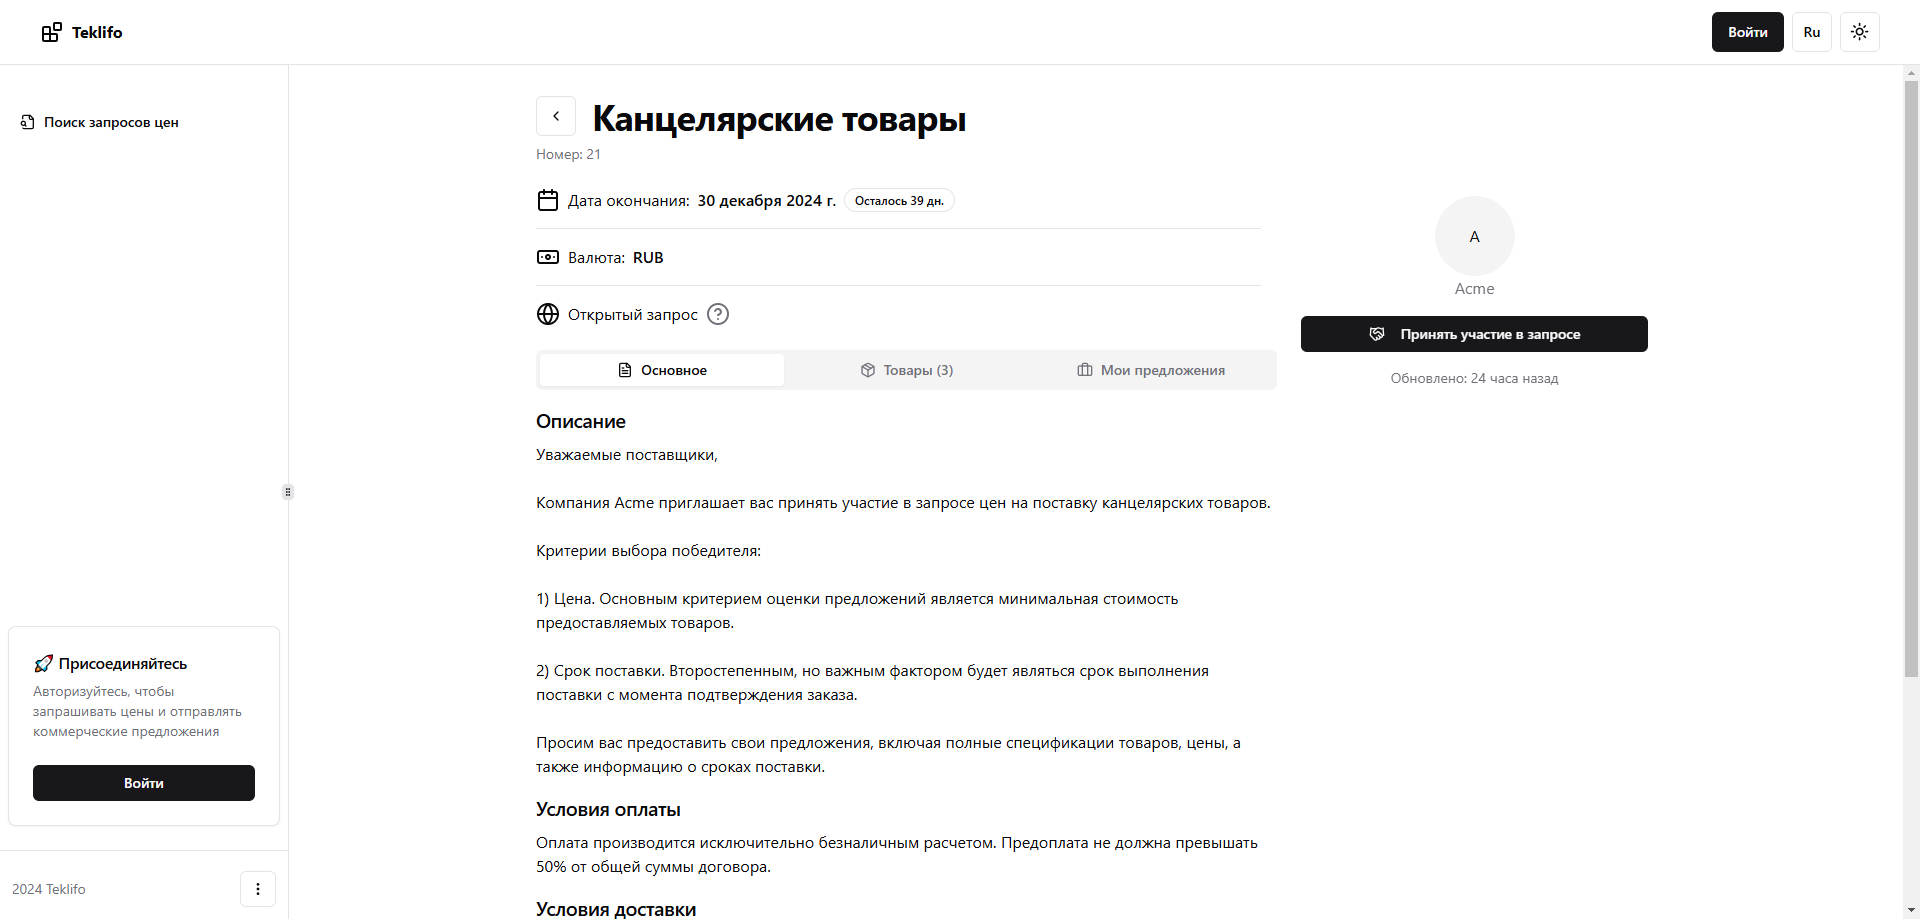 Teklifo
Войти
Ru
Поиск запросов цен
Канцелярские товары
Номер: 21
Дата окончания: 30 декабря 2024 г. Осталось 39 дн.
Валюта: RUB
Открытый запрос
Основное
Товары (3)
Мои предложения
Описание
Уважаемые поставщики,
Компания Acme приглашает вас принять участие в запросе цен на поставку канцелярских товаров.
Критерии выбора победителя:
1) Цена. Основным критерием оценки предложений является минимальная стоимость
предоставляемых товаров.
2) Срок поставки. Второстепенным, но важным фактором будет являться срок выполнения
поставки с момента подтверждения заказа.
Просим вас предоставить свои предложения, включая полные спецификации товаров, цены, а
также информацию о сроках поставки.
Условия оплаты
Оплата производится исключительно безналичным расчетом. Предоплата не должна превышать
50% от общей суммы договора.
Условия доставки
A
Acme
Принять участие в запросе
Обновлено: 24 часа назад
🚀 Присоединяйтесь
Авторизуйтесь, чтобы
запрашивать цены и отправлять
коммерческие предложения
Войти
2024 Teklifo